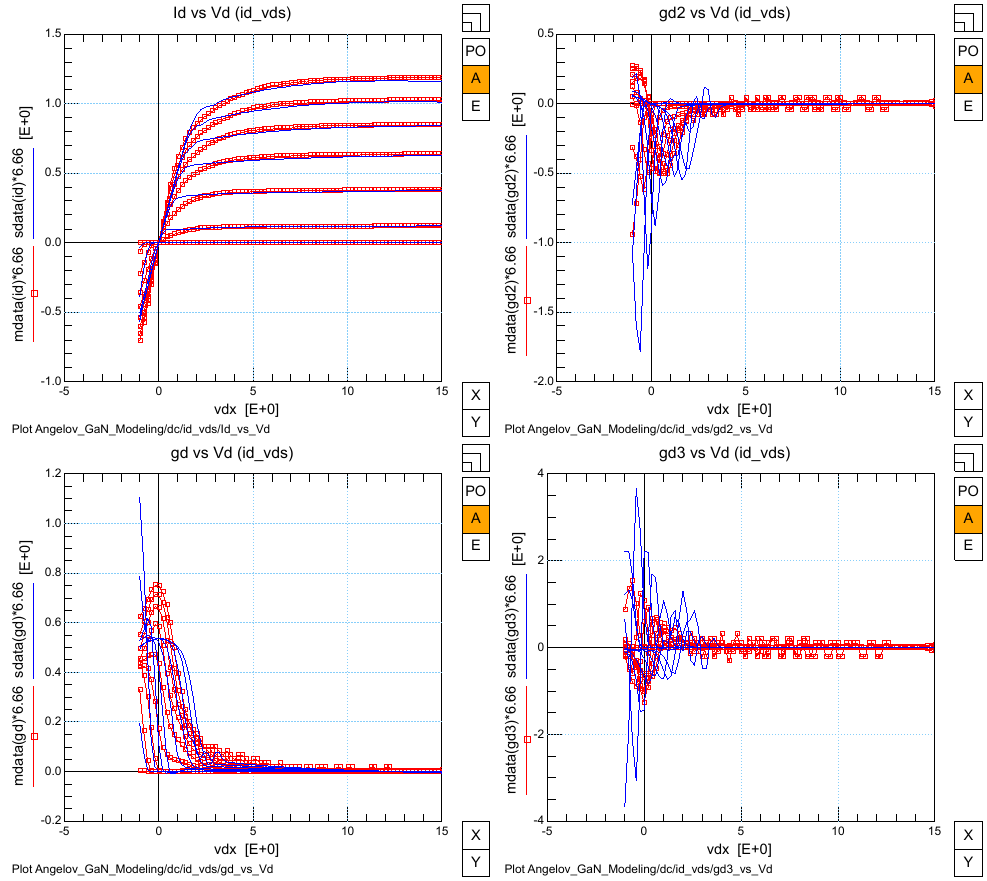 Id vs Vd (id_vds)
1.5
1.0
0.5
0.0
-0.5
-1.0
-5
0
5
10
15
mdata(id)*6.66 sdata(id)*6.66 [E+0]
vdx [E+0]
Plot Angelov_GaN_Modeling/dc/id_vds/Id_vs_Vd
PO
A
E
X
Y
gd2 vs Vd (id_vds)
0.5
0.0
-0.5
-1.0
-1.5
-2.0
-5
0
5
10
15
mdata(gd2)*6.66 sdata(gd2)*6.66 [E+0]
vdx [E+0]
Plot Angelov_GaN_Modeling/dc/id_vds/gd2_vs_Vd
PO
A
E
X
Y
gd vs Vd (id_vds)
1.2
1.0
0.8
0.6
0.4
0.2
0.0
-0.2
-5
0
5
10
15
mdata(gd)*6.66 sdata(gd)*6.66 [E+0]
vdx [E+0]
Plot Angelov_GaN_Modeling/dc/id_vds/gd_vs_Vd
PO
A
E
X
Y
gd3 vs Vd (id_vds)
4
2
0
-2
-4
-5
0
5
10
15
mdata(gd3)*6.66 sdata(gd3)*6.66 [E+0]
vdx [E+0]
Plot Angelov_GaN_Modeling/dc/id_vds/gd3_vs_Vd
PO
A
E
X
Y